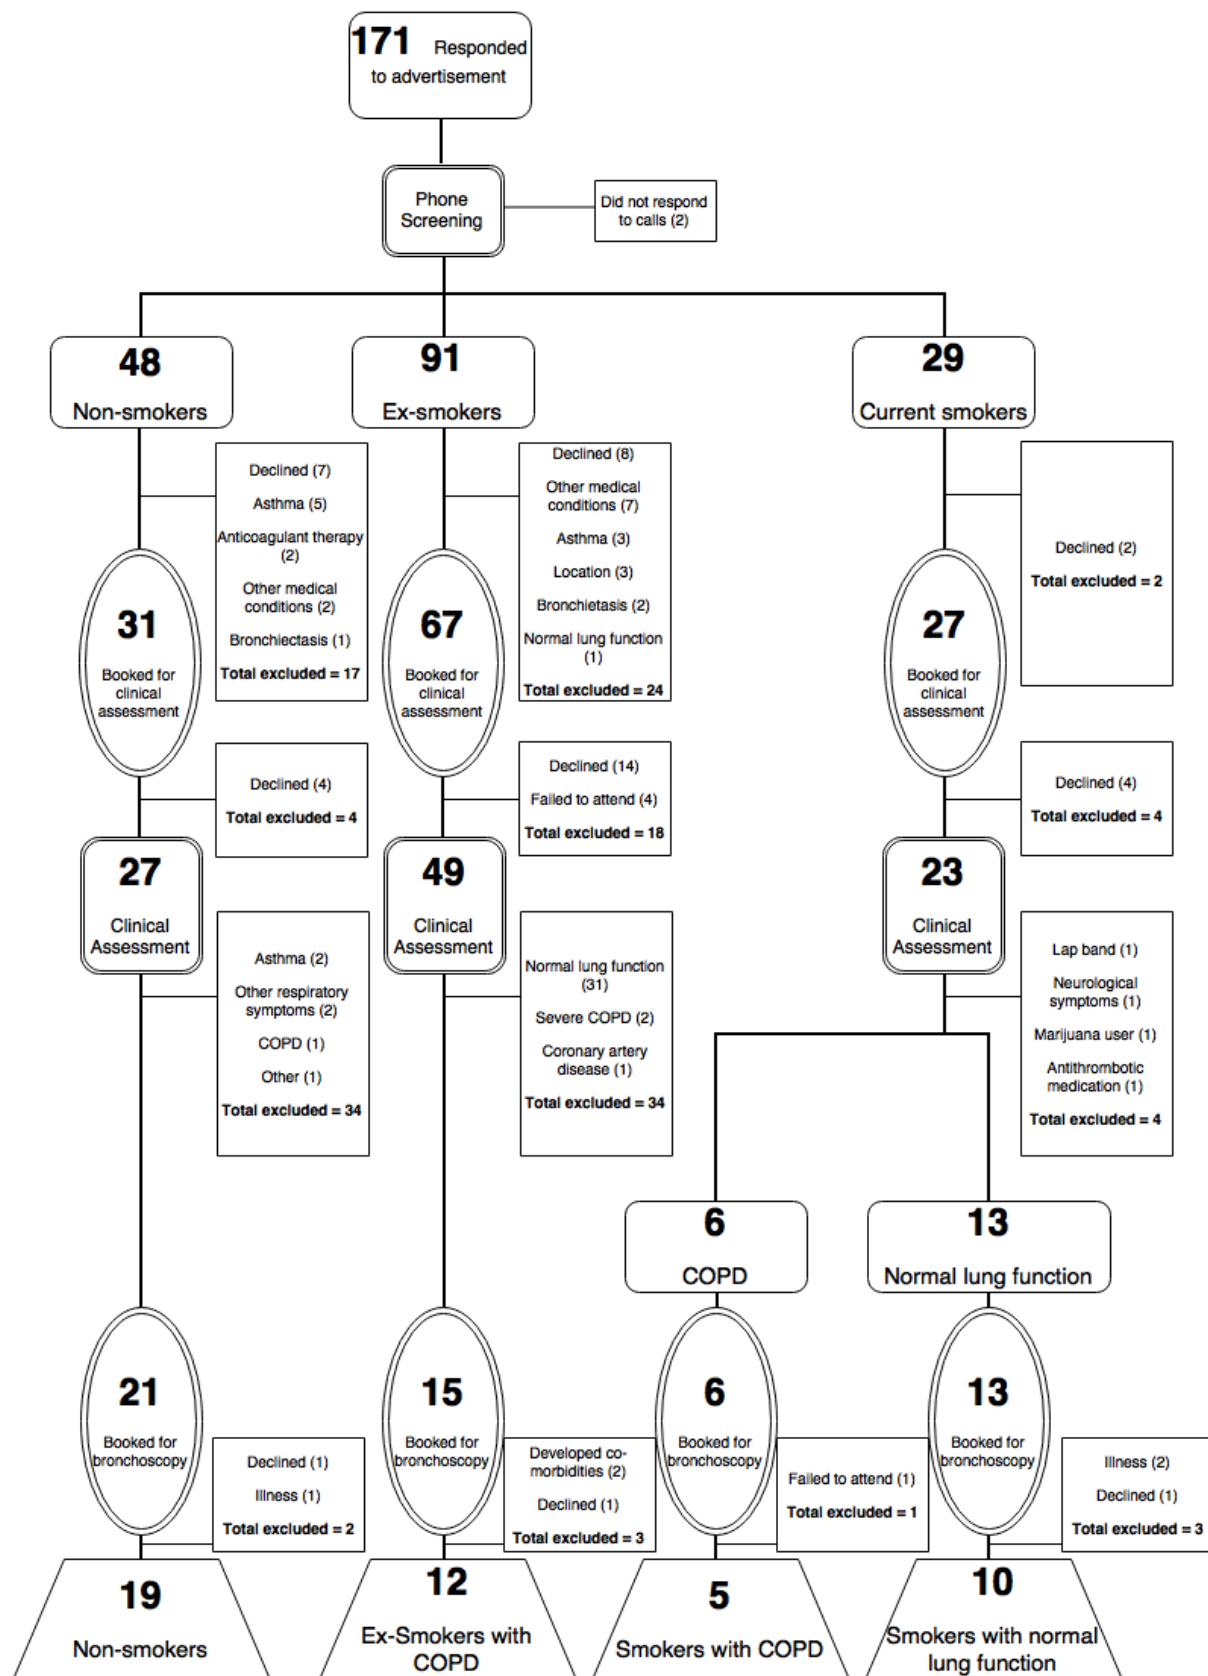 171 Responded
to advertisement
Phone
Screening
Did not respond
to calls (2)
48
Non-smokers
91
Ex-smokers
29
Current smokers
Declined (7)
Asthma (5)
Anticoagulant therapy
(2)
Other medical
conditions (2)
Bronchiectasis (1)
Total excluded = 17
Declined (8)
Other medical
conditions (7)
Asthma (3)
Location (3)
Bronchietasis (2)
Normal lung function
(1)
Total excluded = 24
Declined (2)
Total excluded = 2
31
Booked for
clinical
assessment
67
Booked for
clinical
assessment
27
Booked for
clinical
assessment
Declined (4)
Total excluded = 4
Declined (14)
Failed to attend (4)
Total excluded = 18
Declined (4)
Total excluded = 4
27
Clinical
Assessment
49
Clinical
Assessment
23
Clinical
Assessment
Asthma (2)
Other respiratory
symptoms (2)
COPD (1)
Other (1)
Total excluded = 34
Normal lung function
(31)
Severe COPD (2)
Coronary artery
disease (1)
Total excluded = 34
Lap band (1)
Neurological
symptoms (1)
Marijuana user (1)
Antithrombotic
medication (1)
Total excluded = 4
6
COPD
13
Normal lung function
21
Booked for
bronchoscopy
15
Booked for
bronchoscopy
6
Booked for
bronchoscopy
13
Booked for
bronchoscopy
Declined (1)
Illness (1)
Total excluded = 2
Developed co-
morbidities (2)
Declined (1)
Total excluded = 3
Failed to attend (1)
Total excluded = 1
Illness (2)
Declined (1)
Total excluded = 3
19
Non-smokers
12
Ex-Smokers with
COPD
5
Smokers with COPD
10
Smokers with normal
lung function